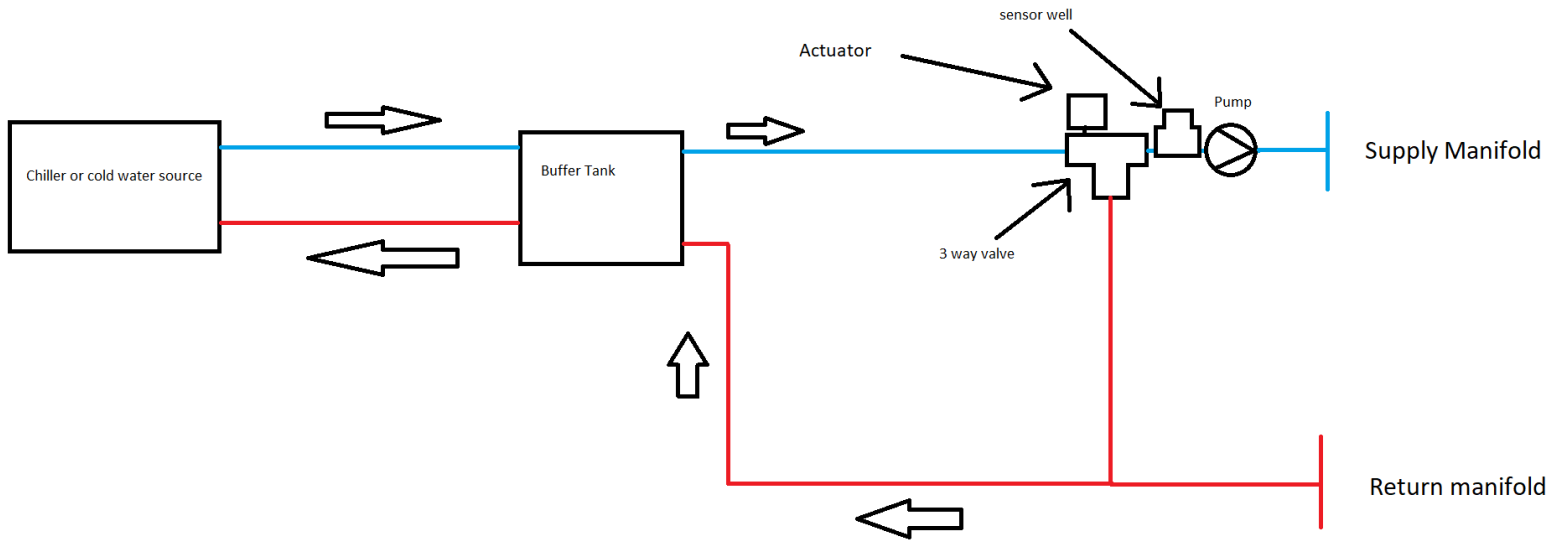 sensor well
Actuator
Pump
Supply Manifold
Chiller or cold water source
Buffer Tank
3 way valve
Return manifold